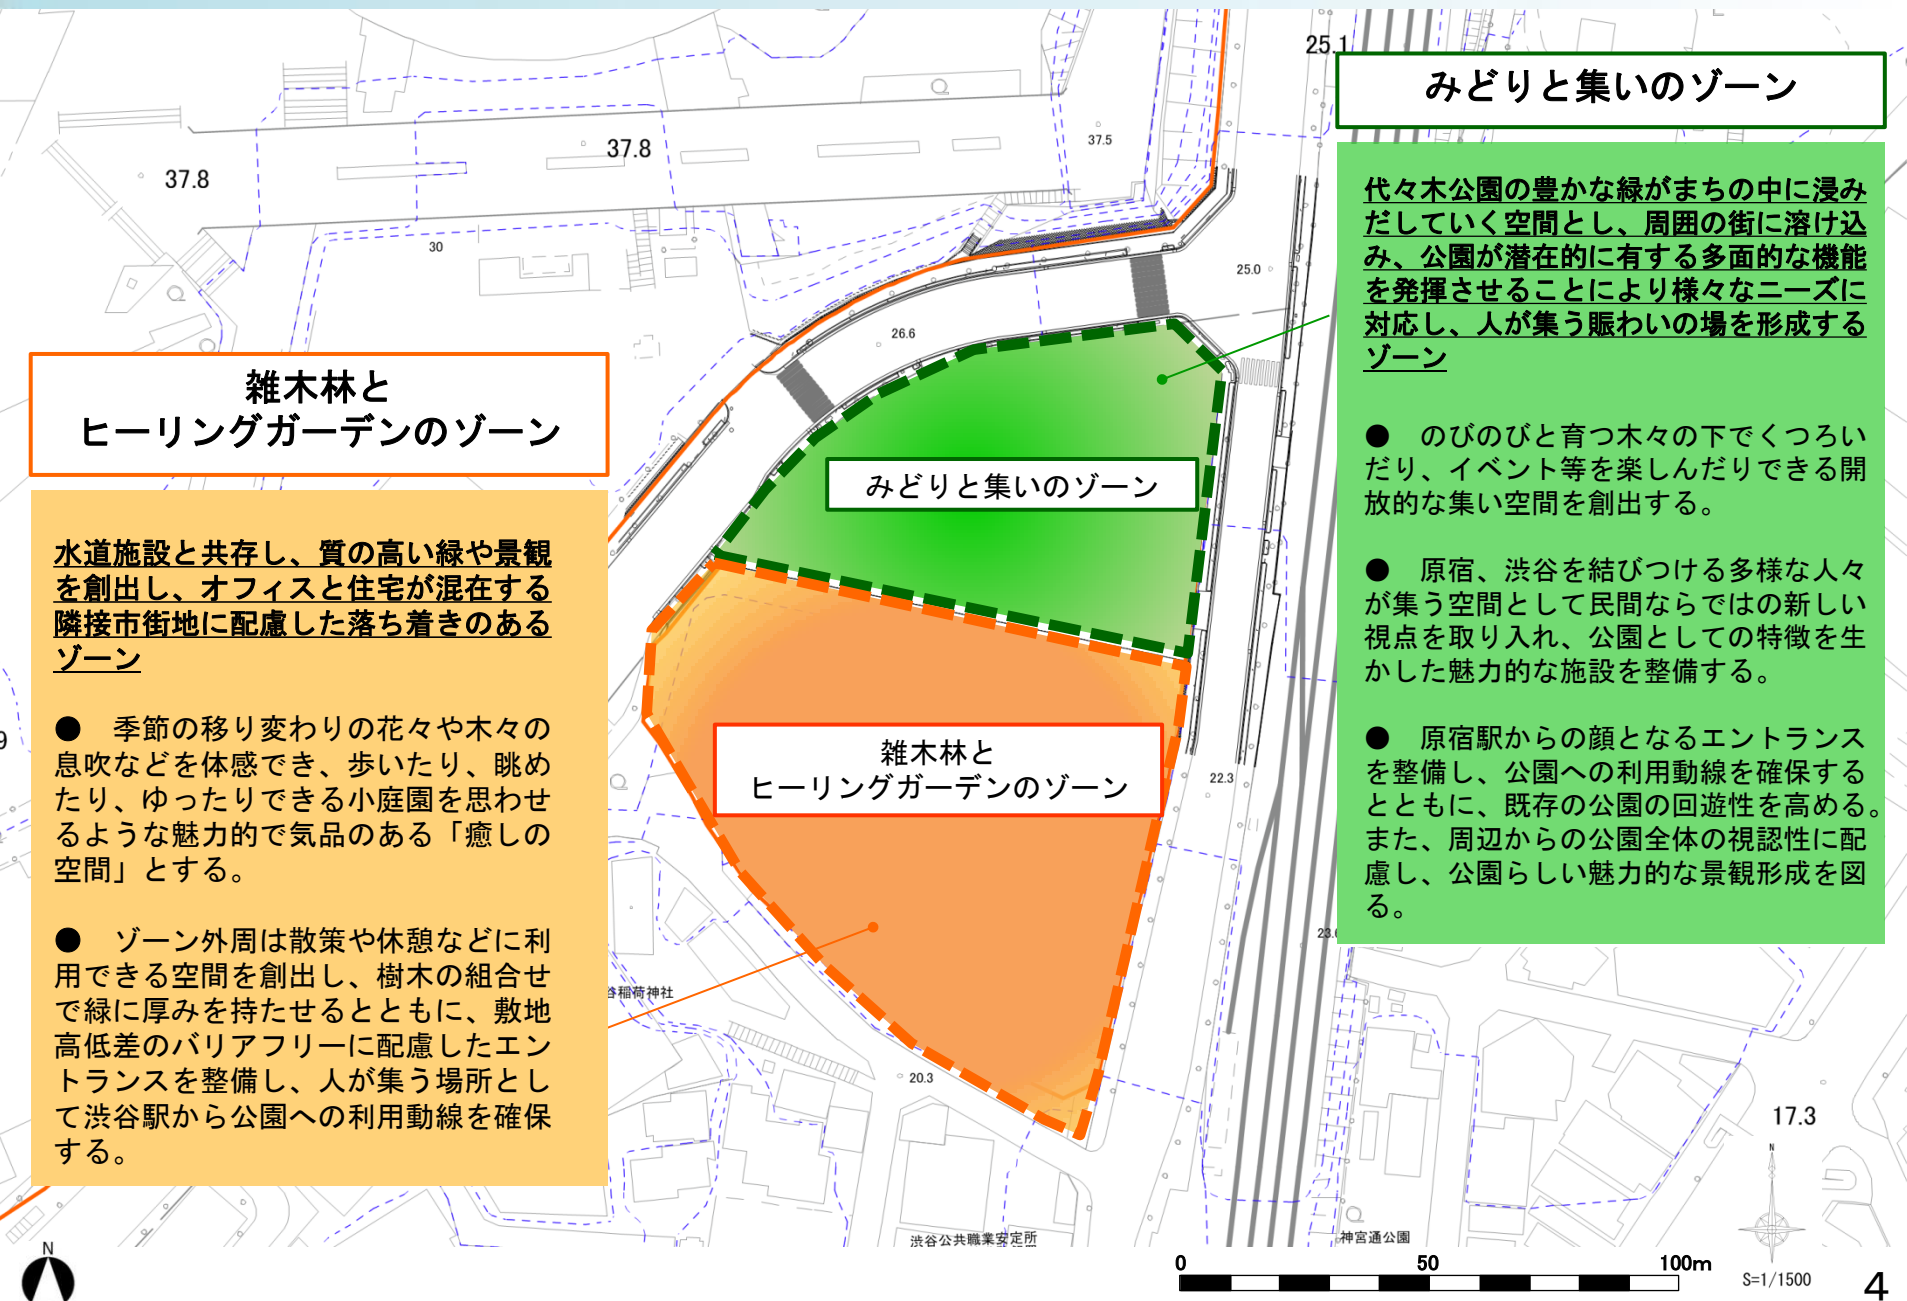 25.1
みどりと集いのゾーン
37.8
37.8
37.5
30
25.0
26.6
代々木公園の豊かな緑がまちの中に浸み
だしていく空間とし、周囲の街に溶け込
み、公園が潜在的に有する多面的な機能
を発揮させることにより様々なニーズに
対応し、人が集う賑わいの場を形成する
ゾーン
● のびのびと育つ木々の下でくつろい
だり、イベント等を楽しんだりできる開
放的な集い空間を創出する。
● 原宿、渋谷を結びつける多様な人々
が集う空間として民間ならではの新しい
視点を取り入れ、公園としての特徴を生
かした魅力的な施設を整備する。
● 原宿駅からの顔となるエントランス
を整備し、公園への利用動線を確保する
とともに、既存の公園の回遊性を高める。
また、周辺からの公園全体の視認性に配
慮し、公園らしい魅力的な景観形成を図
る。
雑木林と
ヒーリングガーデンのゾーン
水道施設と共存し、質の高い緑や景観
を創出し、オフィスと住宅が混在する
隣接市街地に配慮した落ち着きのある
ゾーン
● 季節の移り変わりの花々や木々の
息吹などを体感でき、歩いたり、眺め
たり、ゆったりできる小庭園を思わせ
るような魅力的で気品のある「癒しの
空間」とする。
● ゾーン外周は散策や休憩などに利
用できる空間を創出し、樹木の組合せ
で緑に厚みを持たせるとともに、敷地
高低差のバリアフリーに配慮したエン
トランスを整備し、人が集う場所とし
て渋谷駅から公園への利用動線を確保
する。
みどりと集いのゾーン
雑木林と
ヒーリングガーデンのゾーン
22.3
9
谷稲荷神社
20.3
17.3
渋谷公共職業安定所
神宮通公園
N
N
0 50 100m
S=1/1500
4